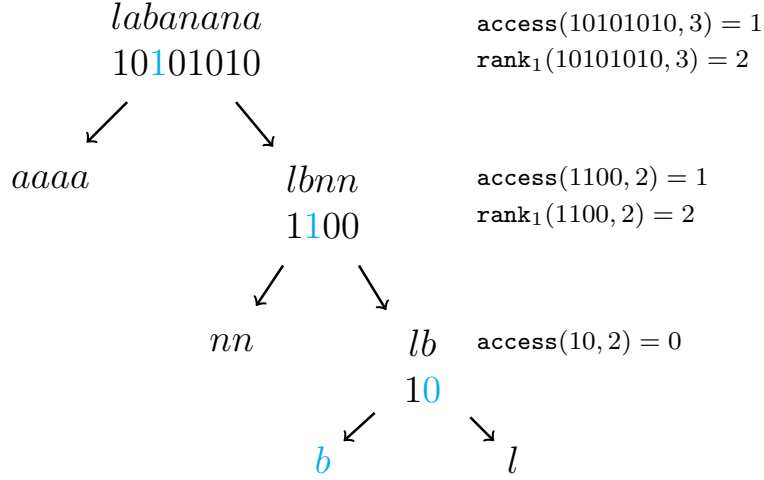 labanana
10101010
access(10101010, 3) = 1
rank₁(10101010, 3) = 2
aaaa
lbnn
1100
access(1100, 2) = 1
rank₁(1100, 2) = 2
nn
lb
10
access(10, 2) = 0
b
l